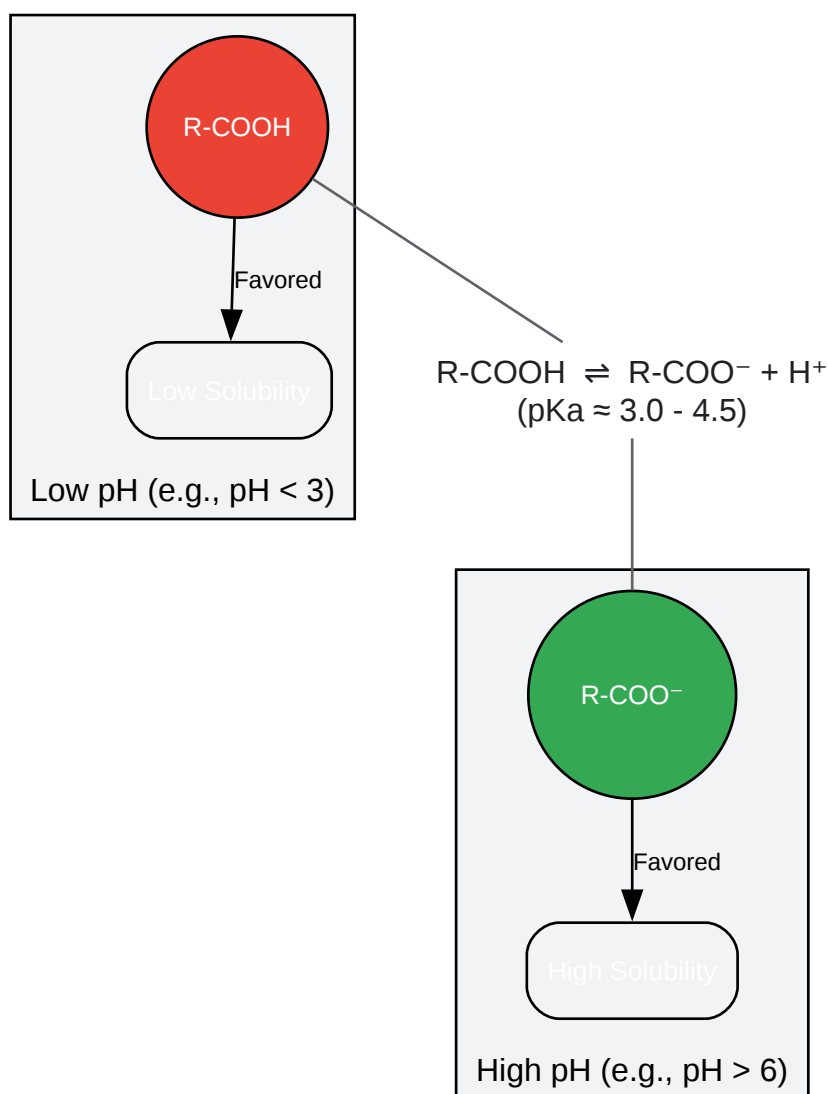 R-COOH
Favored
Low Solubility
Low pH (e.g., pH < 3)
R-COOH ⇌ R-COO⁻ + H⁺
(pKa ≈ 3.0 - 4.5)
R-COO⁻
Favored
High Solubility
High pH (e.g., pH > 6)